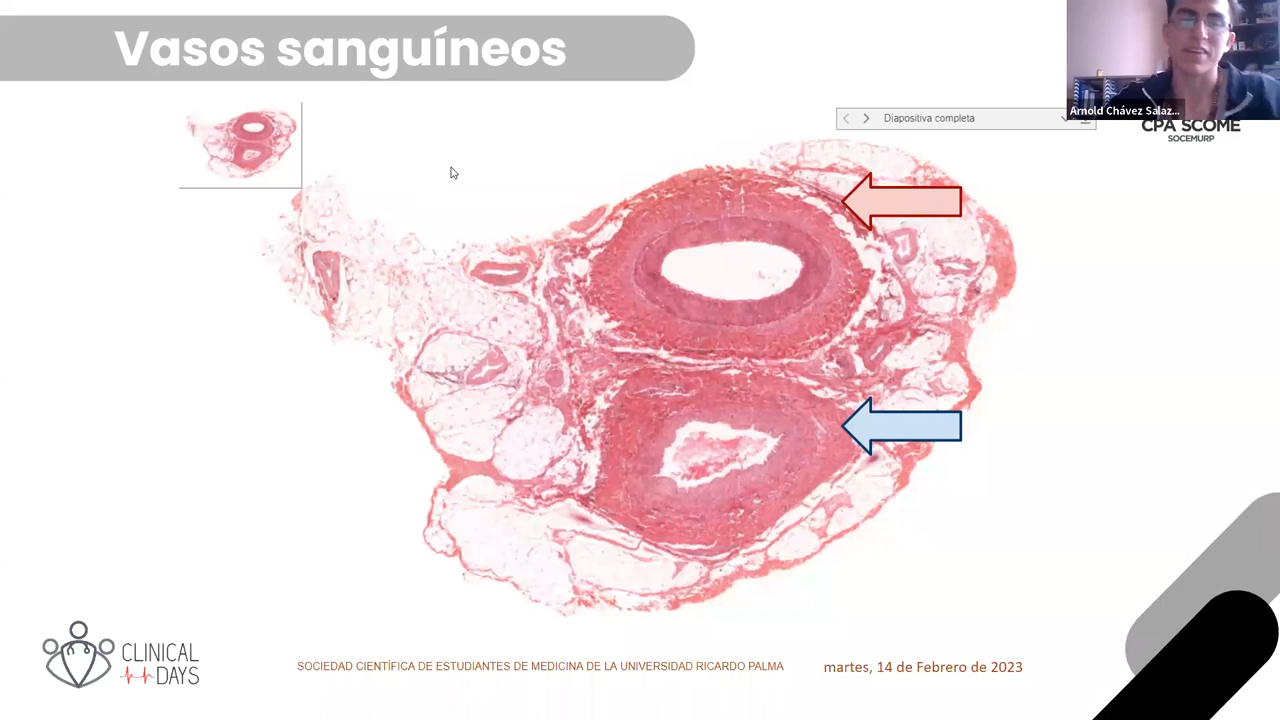 Vasos sanguíneos
Diapositiva completa
Arnold Chávez Salaz...
CPA SCOME
SOCEMURP
CLINICAL
DAYS
SOCIEDAD CIENTÍFICA DE ESTUDIANTES DE MEDICINA DE LA UNIVERSIDAD RICARDO PALMA
martes, 14 de Febrero de 2023